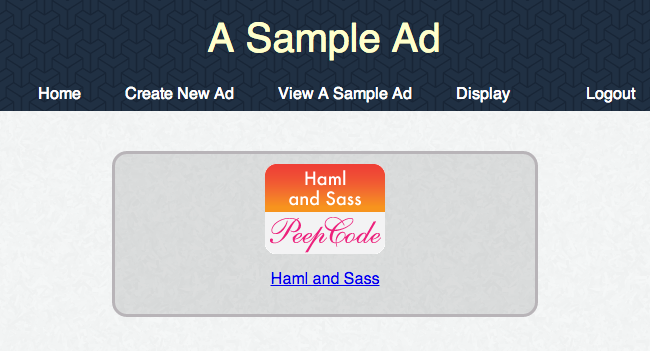 A Sample Ad
Home Create New Ad View A Sample Ad Display Logout
Haml
and Sass
PeepCode
Haml and Sass